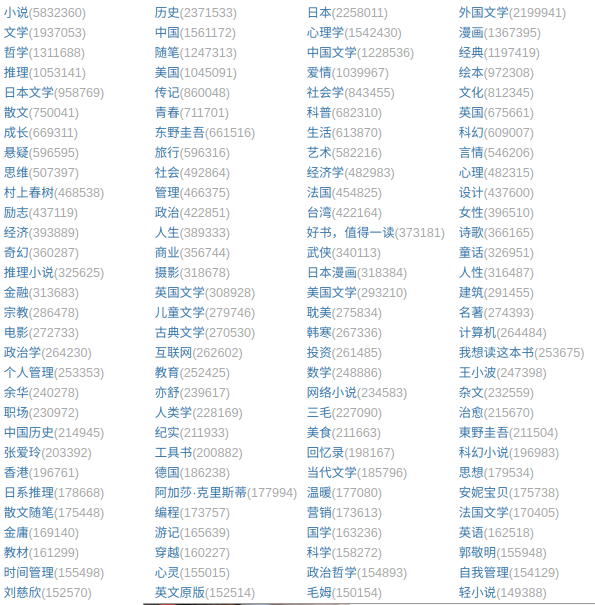 小说(5832360) 历史(2371533) 日本(2258011) 外国文学(2199941)
文学(1937053) 中国(1561172) 心理学(1542430) 漫画(1367395)
哲学(1311688) 随笔(1247313) 中国文学(1228536) 经典(1197419)
推理(1053141) 美国(1045091) 爱情(1039967) 绘本(972308)
日本文学(958769) 传记(860048) 社会学(843455) 文化(812345)
散文(750041) 青春(711701) 科普(682310) 英国(675661)
成长(669311) 东野圭吾(661516) 生活(613870) 科幻(609007)
悬疑(596595) 旅行(596316) 艺术(582216) 言情(546206)
思维(507397) 社会(492864) 经济学(482983) 心理(482315)
村上春树(468538) 管理(466375) 法国(454825) 设计(437600)
励志(437119) 政治(422851) 台湾(422164) 女性(396510)
经济(393889) 人生(389333) 好书，值得一读(373181) 诗歌(366165)
奇幻(360287) 商业(356744) 武侠(340113) 童话(326951)
推理小说(325625) 摄影(318678) 日本漫画(318384) 人性(316487)
金融(313683) 英国文学(308928) 美国文学(293210) 建筑(291455)
宗教(286478) 儿童文学(279746) 耽美(275834) 名著(274393)
电影(272733) 古典文学(270530) 韩寒(267336) 计算机(264484)
政治学(264230) 互联网(262602) 投资(261485) 我想读这本书(253675)
个人管理(253353) 教育(252425) 数学(248886) 王小波(247398)
余华(240278) 亦舒(239617) 网络小说(234583) 杂文(232559)
职场(230972) 人类学(228169) 三毛(227090) 治愈(215670)
中国历史(214945) 纪实(211933) 美食(211663) 東野圭吾(211504)
张爱玲(203392) 工具书(200882) 回忆录(198167) 科幻小说(196983)
香港(196761) 德国(186238) 当代文学(185796) 思想(179534)
日系推理(178668) 阿加莎·克里斯蒂(177994) 温暖(177080) 安妮宝贝(175738)
散文随笔(175448) 编程(173757) 营销(173613) 法国文学(170405)
金庸(169140) 游记(165639) 国学(163236) 英语(162518)
教材(161299) 穿越(160227) 科学(158272) 郭敬明(155948)
时间管理(155498) 心灵(155015) 政治哲学(154893) 自我管理(154129)
刘慈欣(152570) 英文原版(152514) 毛姆(150154) 轻小说(149388)